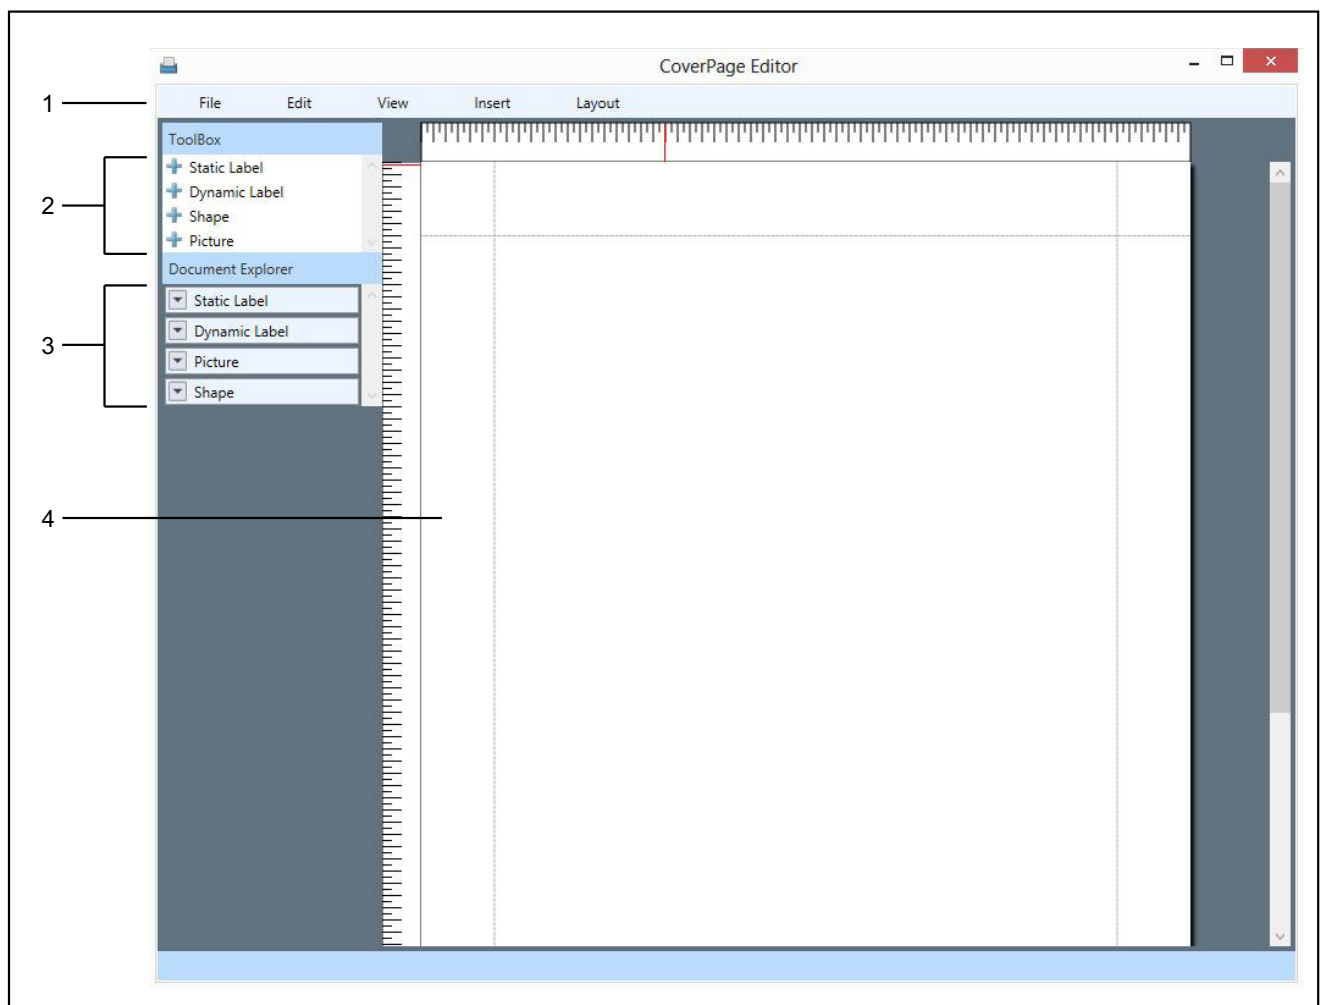 CoverPage Editor
1
File Edit View Insert Layout
ToolBox
2
Static Label
Dynamic Label
Shape
Picture
Document Explorer
3
Static Label
Dynamic Label
Picture
Shape
4